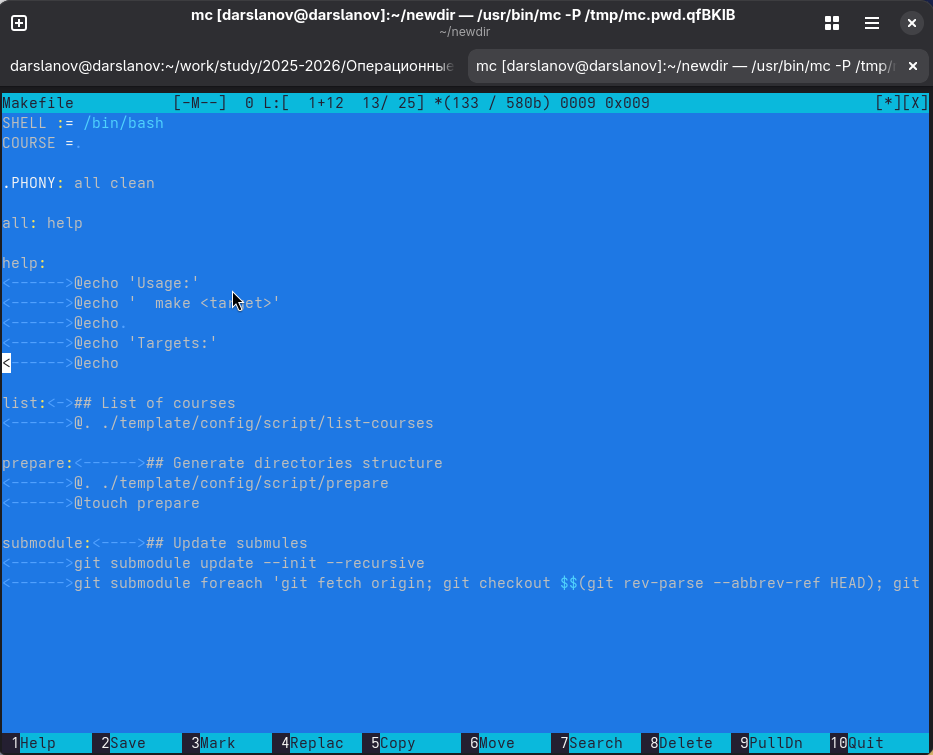 mc [darslanov@darslanov]:~/newdir — /usr/bin/mc -P /tmp/mc.pwd.qfBKIB
~/newdir
darslanov@darslanov:~/work/study/2025-2026/Операционные
mc [darslanov@darslanov]:~/newdir — /usr/bin/mc -P /tmp/
Makefile [-M--] 0 L:[ 1+12 13/ 25] *(133 / 580b) 0009 0x009 [*][X]
SHELL := /bin/bash
COURSE =.
.PHONY: all clean
all: help
help:
<------>@echo 'Usage:'
<------>@echo '  make <target>'
<------>@echo.
<------>@echo 'Targets:'
<------>@echo
list:<->## List of courses
<------>@. ./template/config/script/list-courses
prepare:<------>## Generate directories structure
<------>@. ./template/config/script/prepare
<------>@touch prepare
submodule:<---->## Update submules
<------>git submodule update --init --recursive
<------>git submodule foreach 'git fetch origin; git checkout $$(git rev-parse --abbrev-ref HEAD); git
1Help 2Save 3Mark 4Replac 5Copy 6Move 7Search 8Delete 9PullDn 10Quit